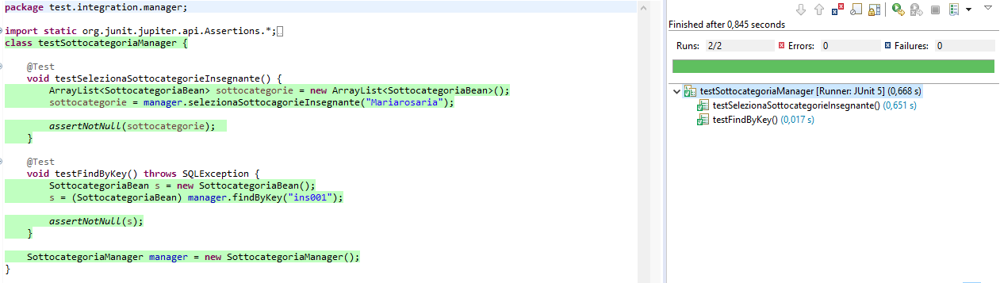 package test.integration.manager;
import static org.junit.jupiter.api.Assertions.*;
class testSottocategoriaManager {
@Test
void testSelezionaSottocategorieInsegnante() {
ArrayList<SottocategoriaBean> sottocategorie = new ArrayList<SottocategoriaBean>();
sottocategorie = manager.selezionaSottocagorieInsegnante("Mariarosaria");
assertNotNull(sottocategorie);
}
@Test
void testFindByKey() throws SQLException {
SottocategoriaBean s = new SottocategoriaBean();
s = (SottocategoriaBean) manager.findByKey("ins001");
assertNotNull(s);
}
SottocategoriaManager manager = new SottocategoriaManager();
}
Finished after 0,845 seconds
Runs: 2/2 Errors: 0 Failures: 0
testSottocategoriaManager [Runner: JUnit 5] (0,668 s)
testSelezionaSottocategorieInsegnante() (0,651 s)
testFindByKey() (0,017 s)